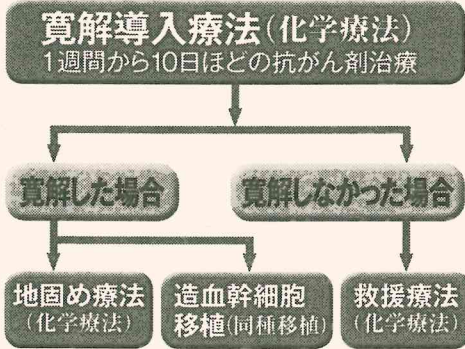 寛解導入療法(化学療法)
1週間から10日ほどの抗がん剤治療
寛解した場合
寛解しなかった場合
地固め療法
(化学療法)
造血幹細胞
移植(同種移植)
救援療法
(化学療法)